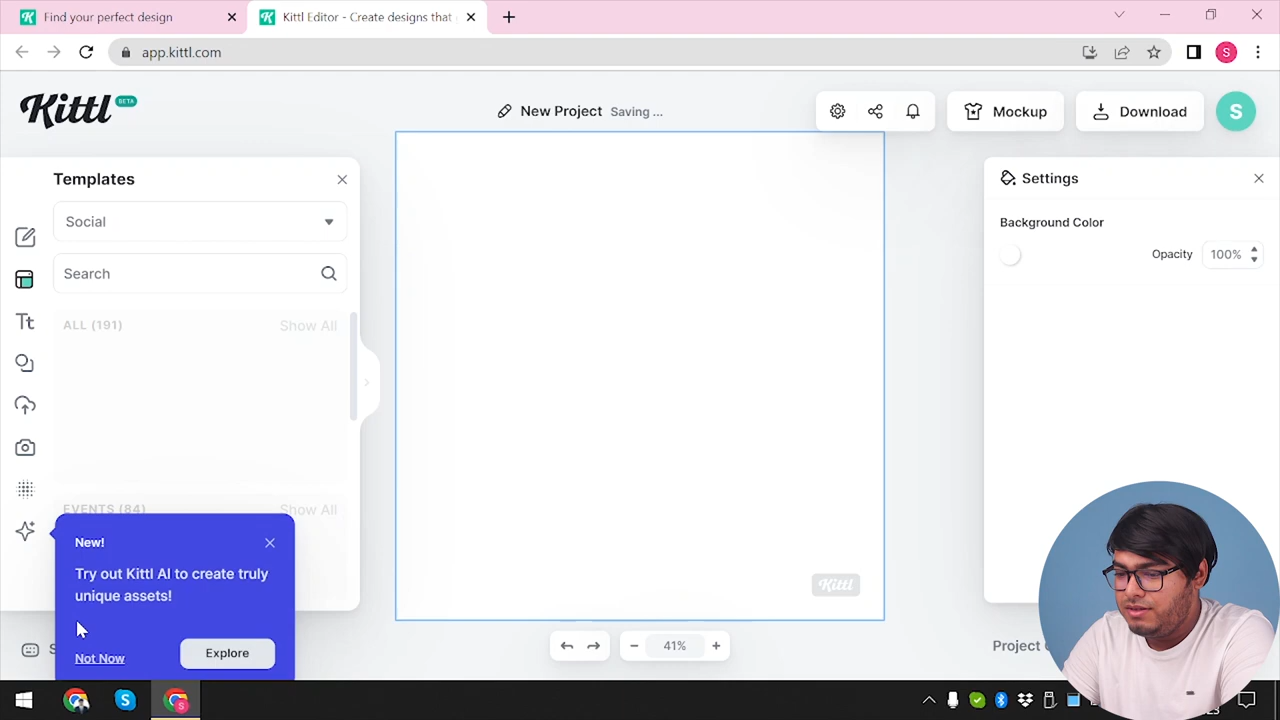 Find your perfect design
Kittl Editor - Create designs that
app.kittl.com
S
Kittl BETA
New Project Saving ...
Mockup
Download
S
Templates
Social
Search
ALL (191) Show All
EVENTS (84) Show All
New!
Try out Kittl AI to create truly
unique assets!
Not Now
Explore
Tt
Settings
Background Color
Opacity 100%
Kittl
41%
Project